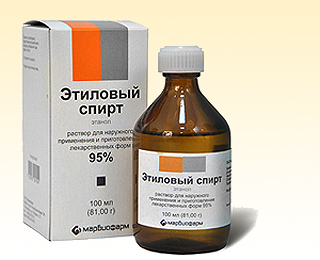 Этиловый
спирт
этанол
раствор для наружного
применения и приготовления
лекарственных форм
95%
100 мл
(81,00 г)
марбиофарм
Этиловый спирт
этанол
раствор для наружного
применения и приготовления
лекарственных форм 95%
100 мл (81,00 г)
марбиофарм